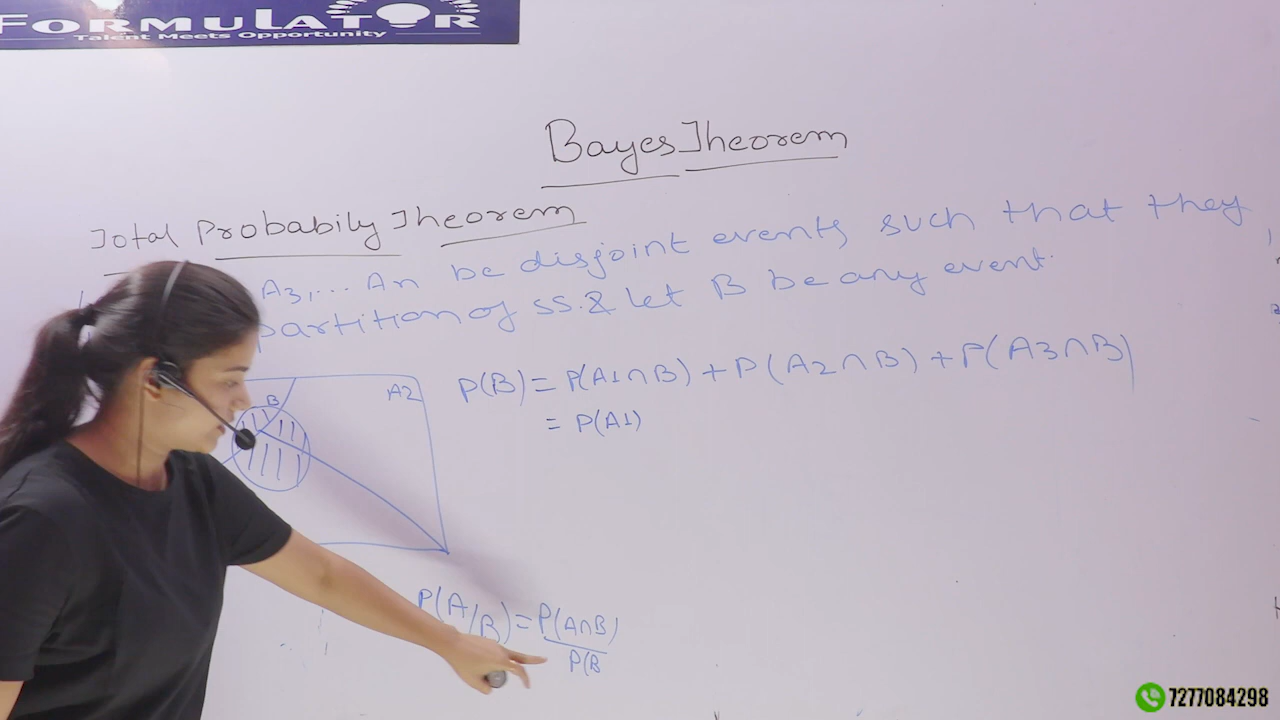 FORMULATOR
Talent Meets Opportunity
Bayes Theorem
Total Probabily Theorem
A3,... An be disjoint events such that they
partition of SS. & let B be any event.
B
A2
P(B) = P(A1∩B) + P(A2∩B) + P(A3∩B)
= P(A1)
P(A/B) = P(A∩B)
P(B
7277084298